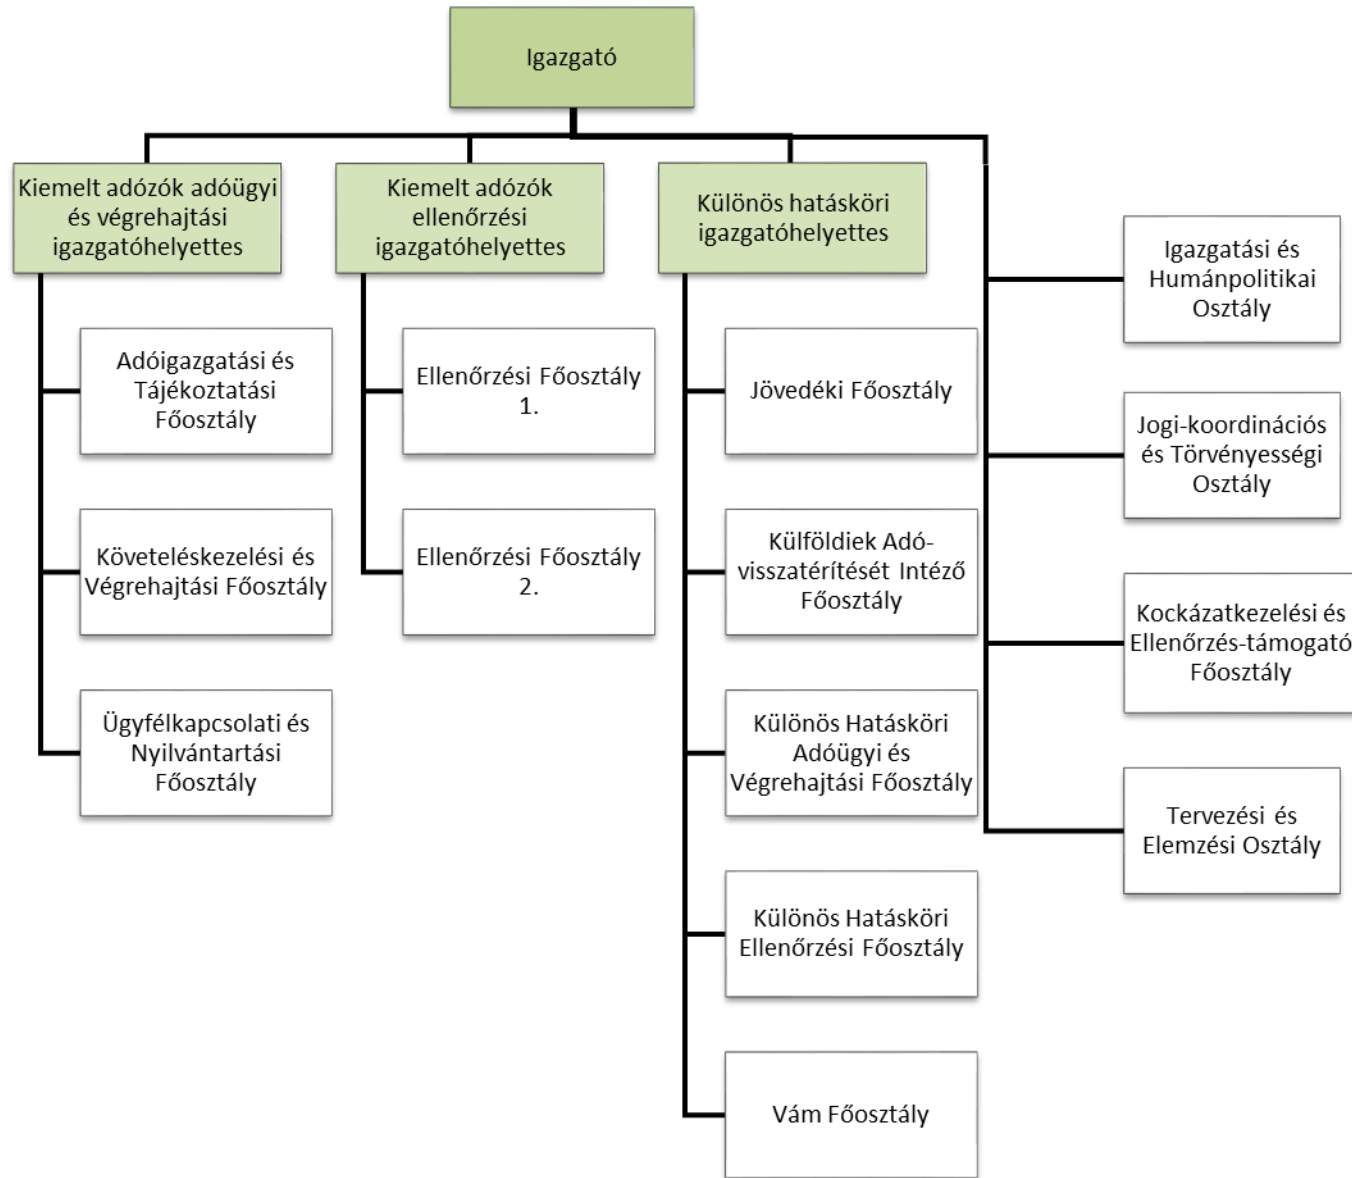 Igazgató
Kiemelt adózók adóügyi
és végrehajtási
igazgatóhelyettes
Adóigazgatási és
Tájékoztatási
Főosztály
Követeléskezelési és
Végrehajtási Főosztály
Ügyfélkapcsolati és
Nyilvántartási
Főosztály
Kiemelt adózók
ellenőrzési
igazgatóhelyettes
Ellenőrzési Főosztály
1.
Ellenőrzési Főosztály
2.
Különös hatásköri
igazgatóhelyettes
Jövedéki Főosztály
Külföldiek Adó-
visszatérítését Intéző
Főosztály
Különös Hatásköri
Adóügyi és
Végrehajtási Főosztály
Különös Hatásköri
Ellenőrzési Főosztály
Vám Főosztály
Igazgatási és
Humánpolitikai
Osztály
Jogi-koordinációs
és Törvényességi
Osztály
Kockázatkezelési és
Ellenőrzés-támogató
Főosztály
Tervezési és
Elemzési Osztály